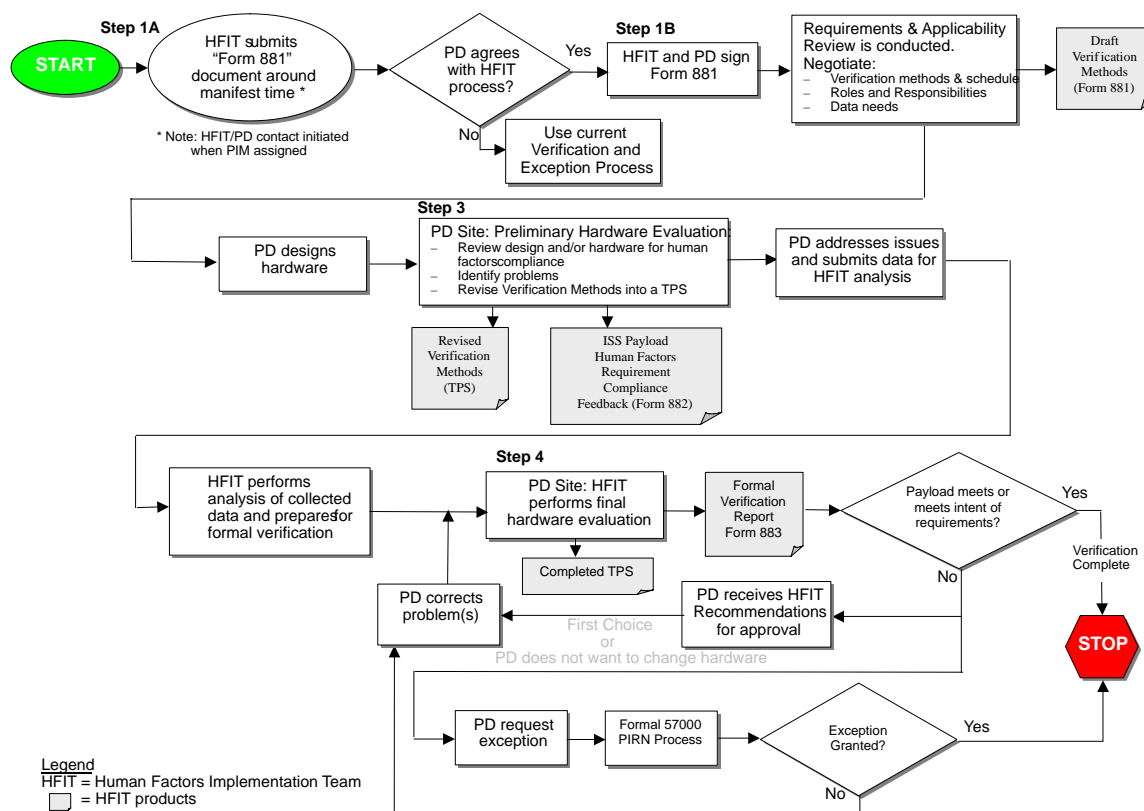 Step 1A
START
HFIT submits
“Form 881”
document around
manifest time *
* Note: HFIT/PD contact initiated
when PIM assigned
PD agrees
with HFIT
process?
Yes
No
Use current
Verification and
Exception Process
Step 1B
HFIT and PD sign
Form 881
Requirements & Applicability
Review is conducted.
Negotiate:
– Verification methods & schedule
– Roles and Responsibilities
– Data needs
Draft
Verification
Methods
(Form 881)
PD designs
hardware
Step 3
PD Site: Preliminary Hardware Evaluation:
– Review design and/or hardware for human
factorscompliance
– Identify problems
– Revise Verification Methods into a TPS
PD addresses issues
and submits data for
HFIT analysis
Revised
Verification
Methods
(TPS)
ISS Payload
Human Factors
Requirement
Compliance
Feedback (Form 882)
HFIT performs
analysis of collected
data and preparesfor
formal verification
Step 4
PD Site: HFIT
performs final
hardware evaluation
Completed TPS
Formal
Verification
Report
Form 883
Payload meets or
meets intent of
requirements?
Yes
No
Verification
Complete
STOP
PD corrects
problem(s)
PD receives HFIT
Recommendations
for approval
First Choice
or
PD does not want to change hardware
PD request
exception
Formal 57000
PIRN Process
Exception
Granted?
Yes
No
Legend
HFIT = Human Factors Implementation Team
= HFIT products